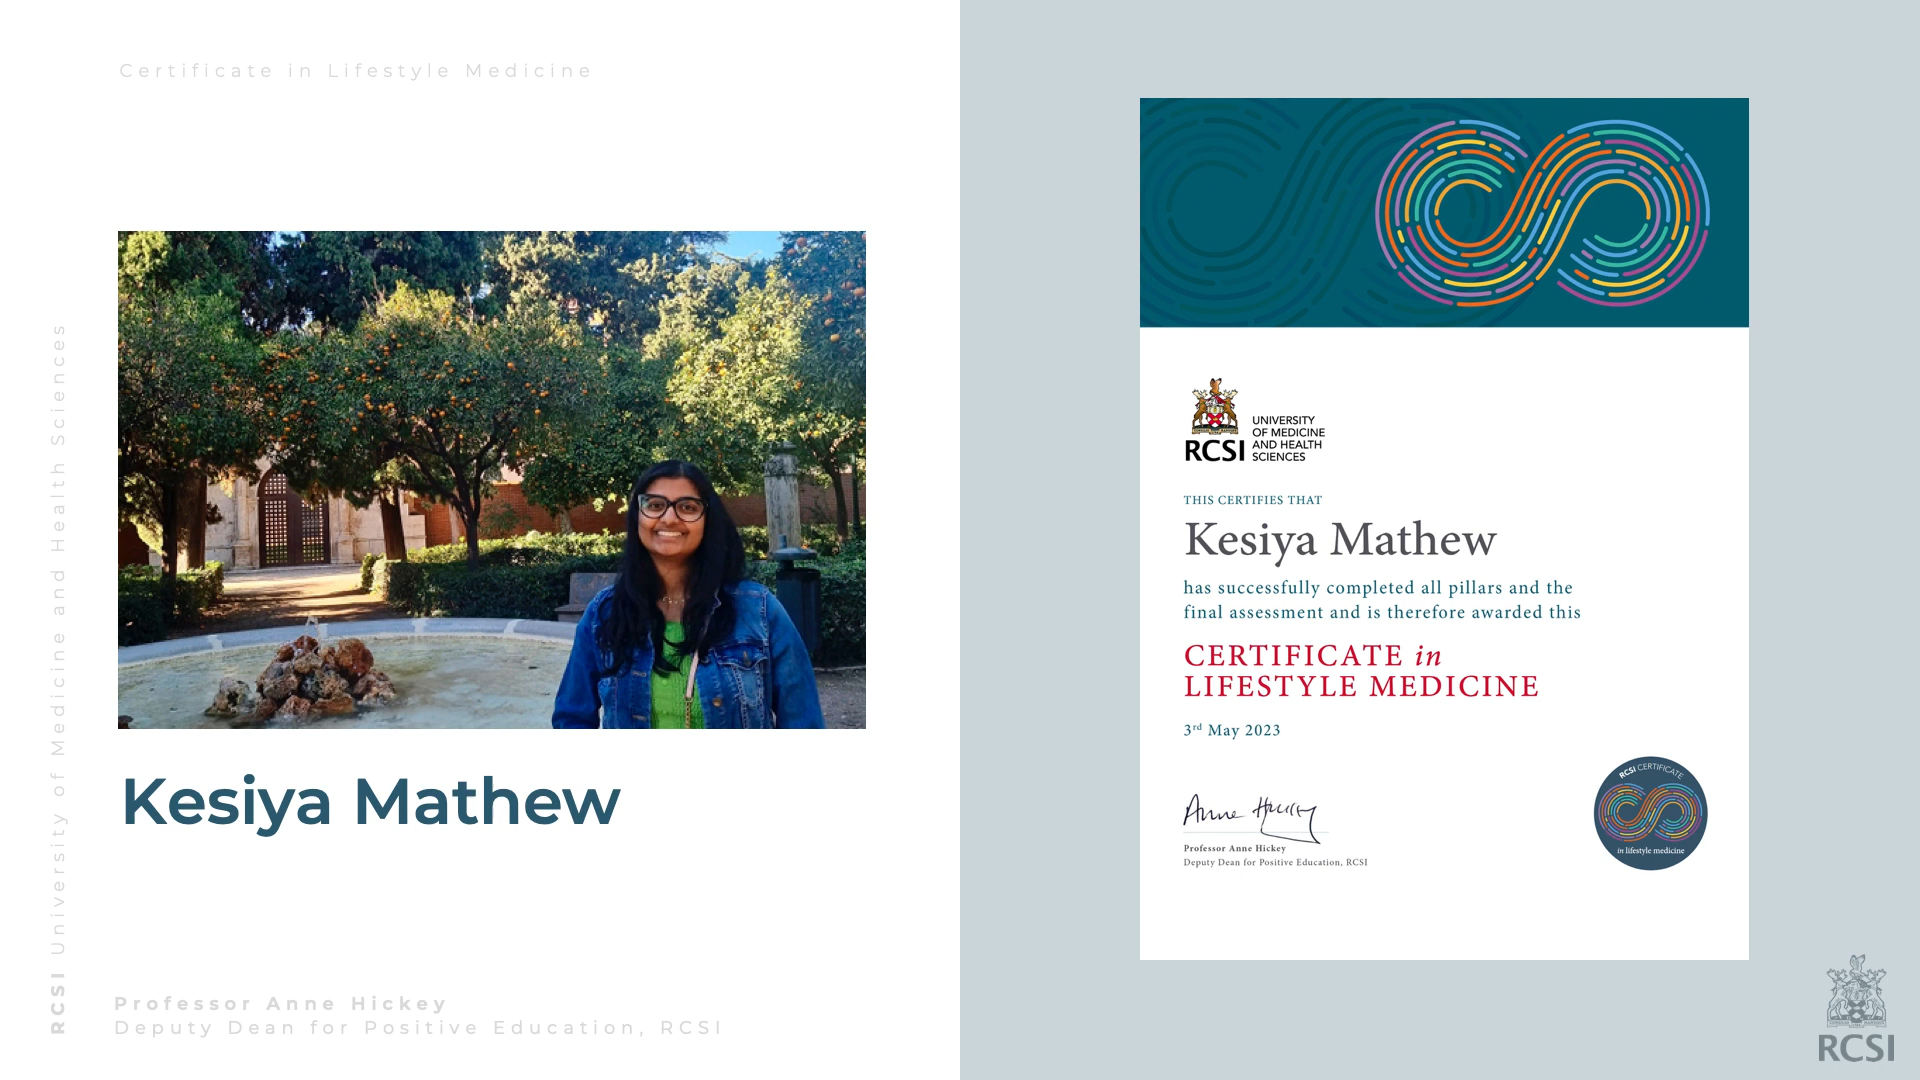 Certificate in Lifestyle Medicine
RCSI University of Medicine and Health Sciences
Kesiya Mathew
Professor Anne Hickey
Deputy Dean for Positive Education, RCSI
RCSI
UNIVERSITY
OF MEDICINE
AND HEALTH
SCIENCES
THIS CERTIFIES THAT
Kesiya Mathew
has successfully completed all pillars and the
final assessment and is therefore awarded this
CERTIFICATE in
LIFESTYLE MEDICINE
3rd May 2023
Anne Hickey
Professor Anne Hickey
Deputy Dean for Positive Education, RCSI
RCSI CERTIFICATE
in lifestyle medicine
RCSI